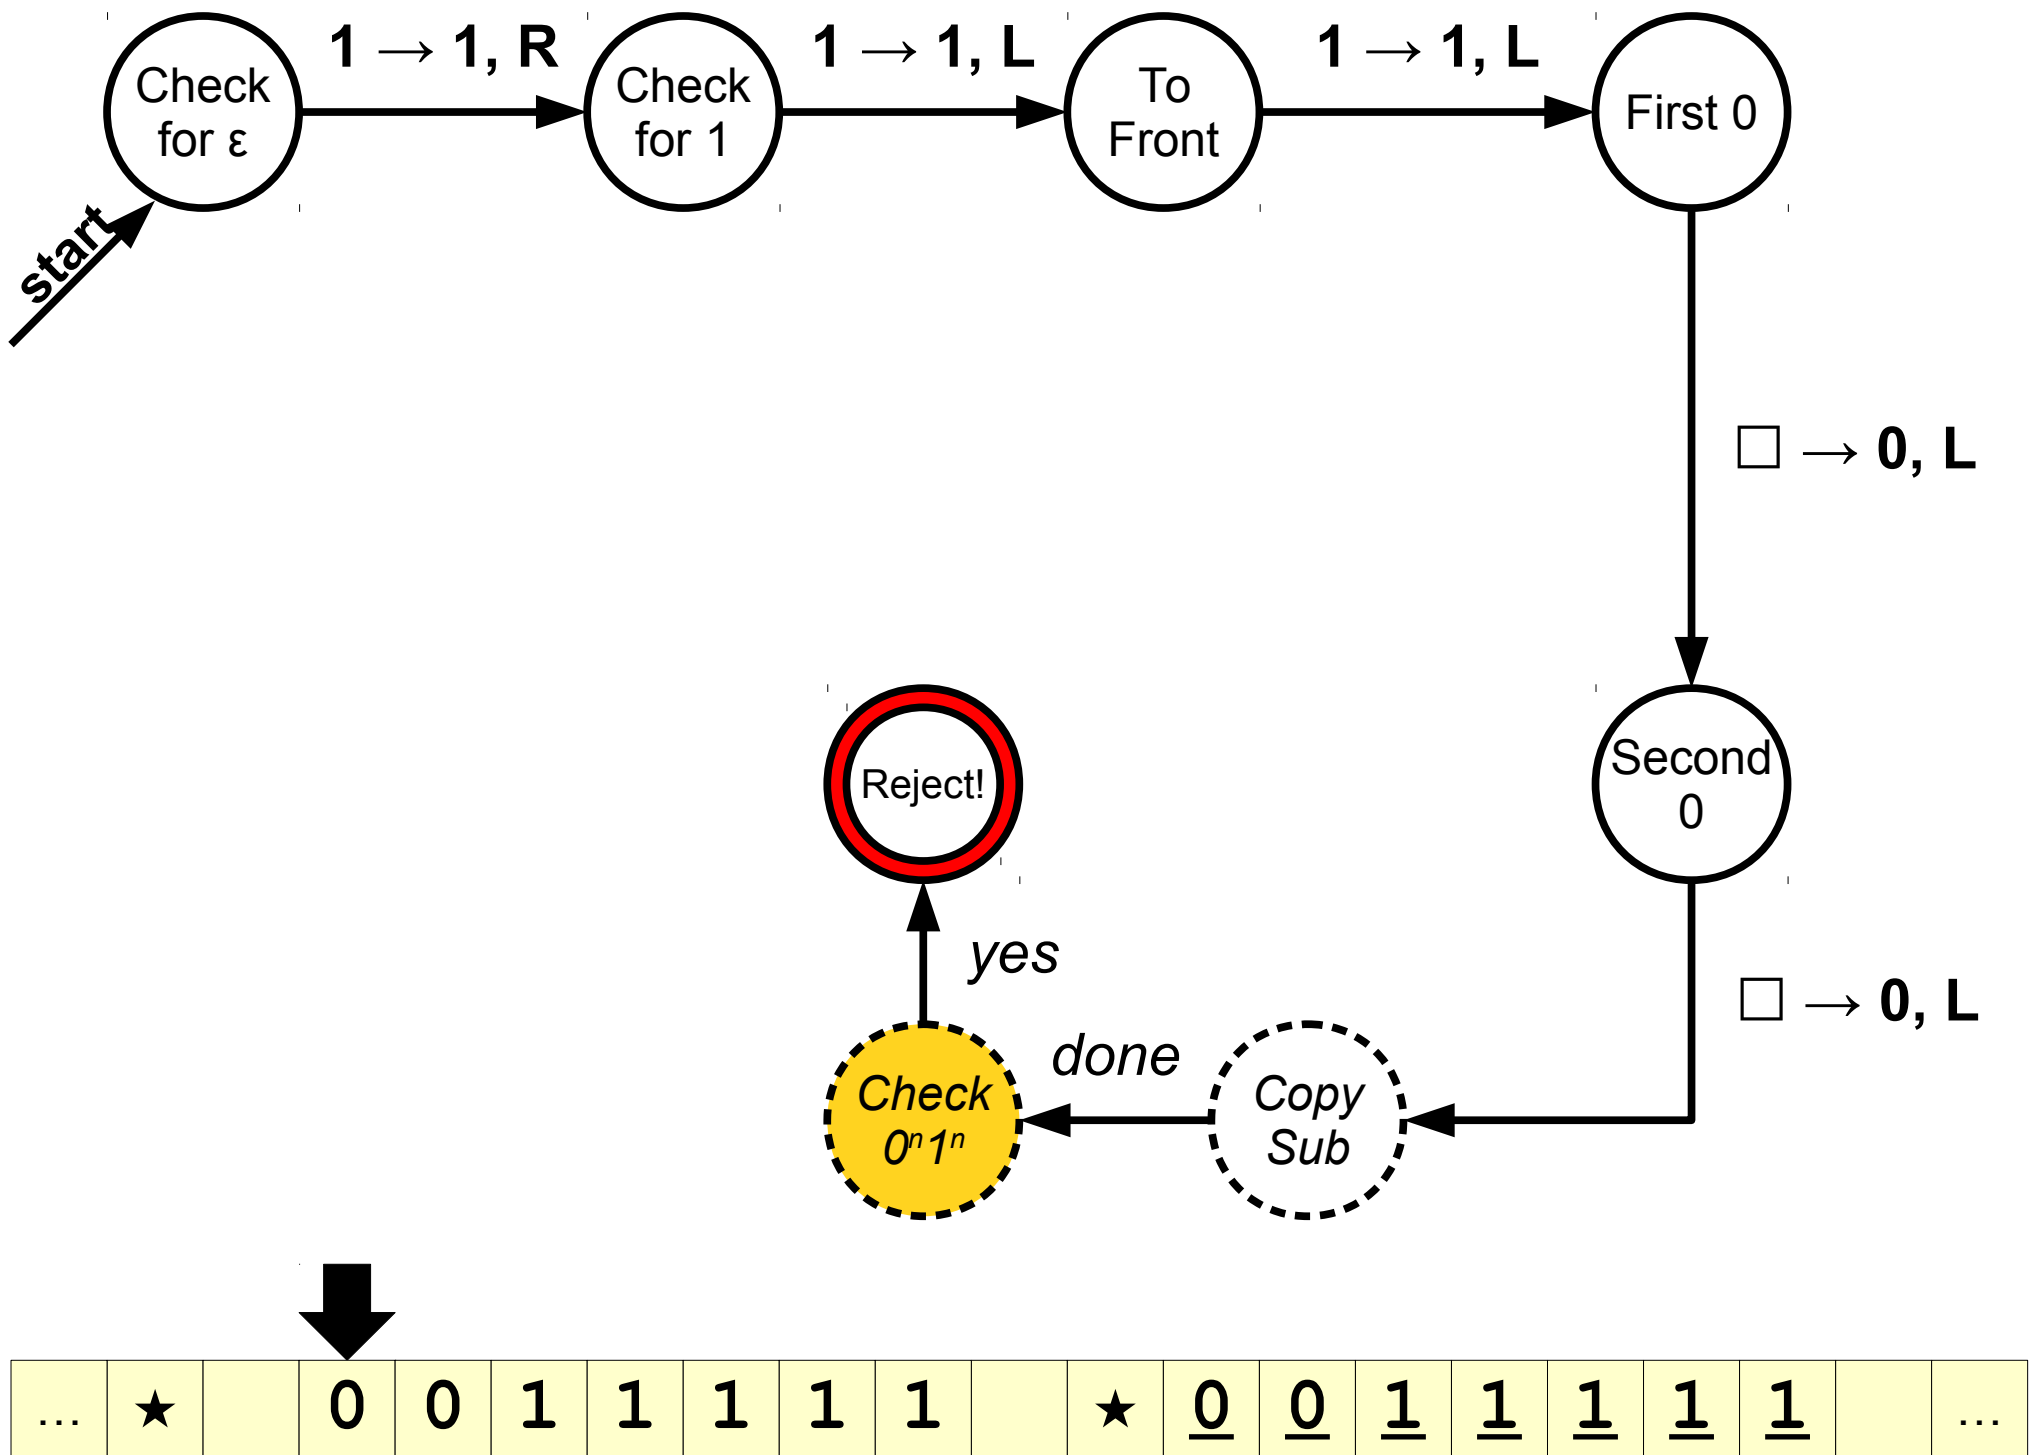 Check
for ε
1 → 1, R
Check
for 1
1 → 1, L
To
Front
1 → 1, L
First 0
start
□ → 0, L
Reject!
Second
0
yes
□ → 0, L
Check
0ⁿ1ⁿ
done
Copy
Sub
... ★ 0 0 1 1 1 1 1 ★ 0 0 1 1 1 1 1 ...